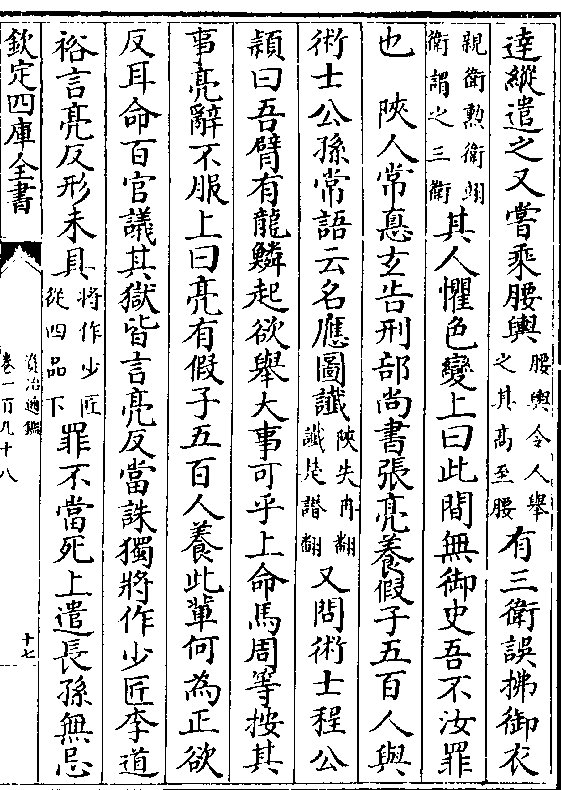 達縱遣之又嘗乘腰輿腰輿令人舉之其高至腰有三衛誤拂御衣
親衛勲衛翊衛謂之三衛其人懼色變上曰此間無御史吾不汝罪
也　陜人常悳玄告刑部尚書張亮養假子五百人與
術士公孫常語云名應圖讖陜失冉翻讖楚譖翻又問術士程公
頴曰吾臂有龍鱗起欲舉大事可乎上命馬周等按其
事亮辭不服上曰亮有假子五百人養此輩何為正欲
反耳命百官議其獄皆言亮反當誅獨將作少匠李道
裕言亮反形未具將作少匠從四品下罪不當死上遣長孫無忌
欽定四庫全書
資治通鑑
卷一百九十八
十七